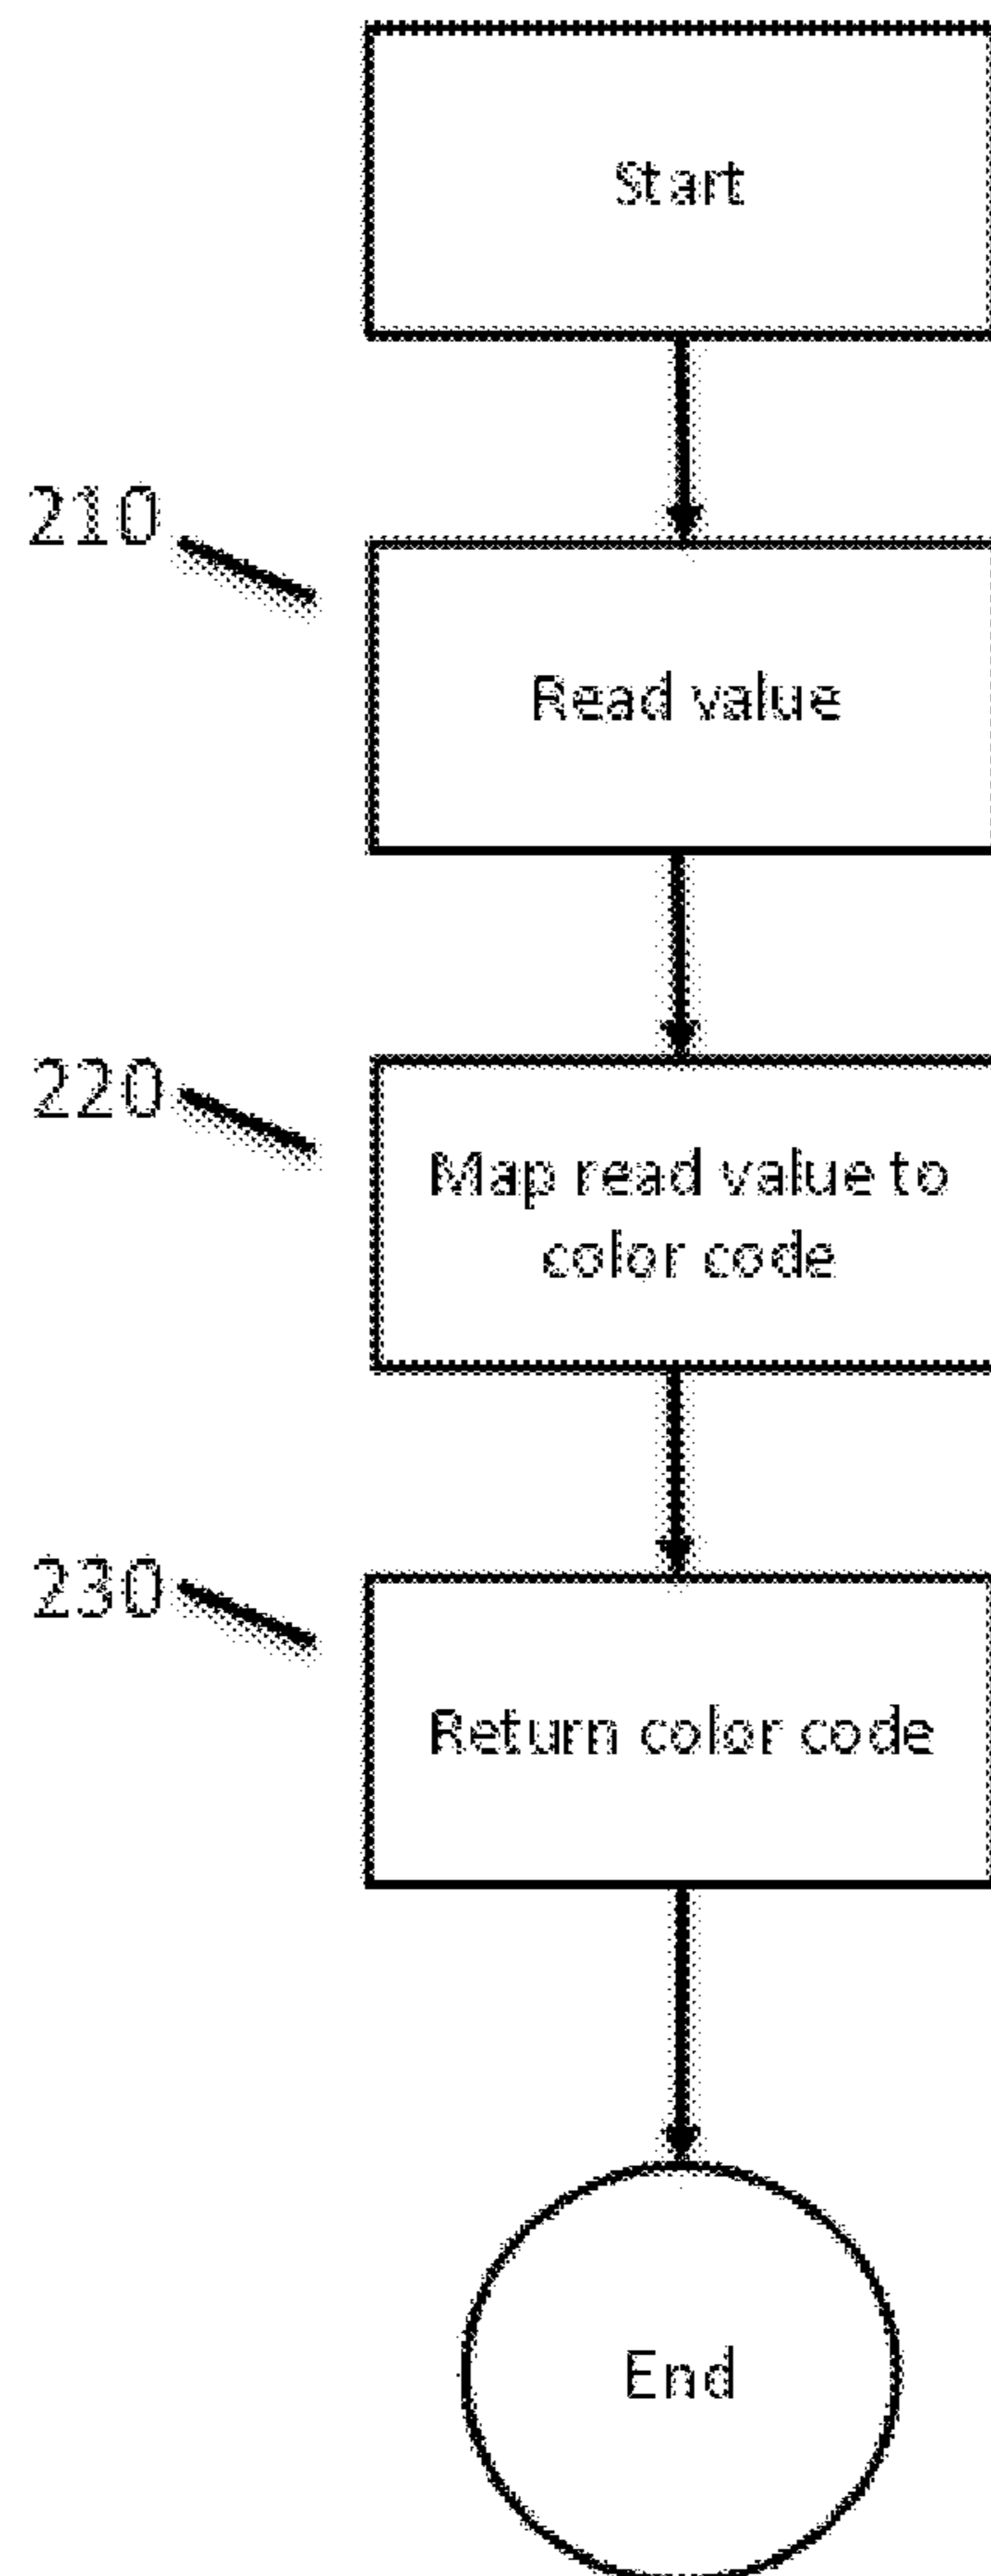 Start
210
Read value
220
Map read value to
color code
230
Return color code
End